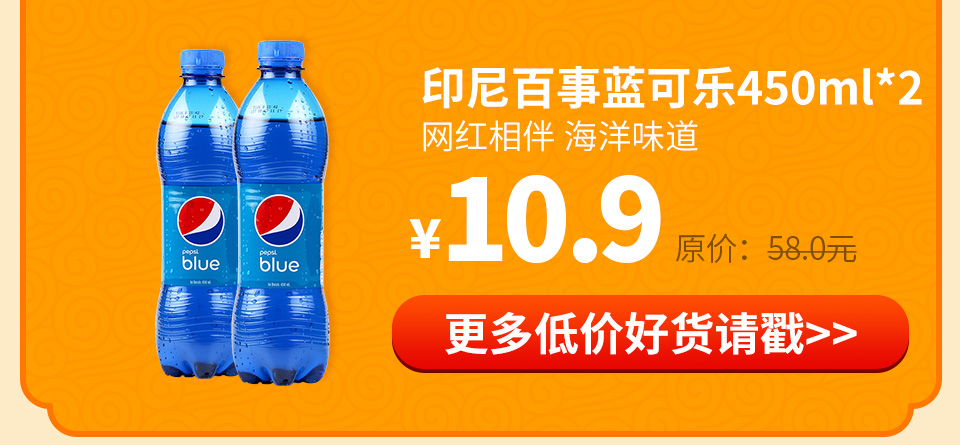 印尼百事蓝可乐450ml*2
网红相伴 海洋味道
¥10.9 原价：58.0元
更多低价好货请戳>>
pepsi
blue
pepsi
blue